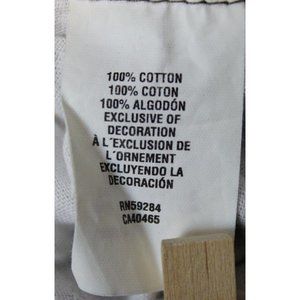 100% COTTON
100% COTON
100% ALGODÓN
EXCLUSIVE OF
DECORATION
À L'EXCLUSION DE
L'ORNEMENT
EXCLUYENDO LA
DECORACIÓN
RN59284
CA40465